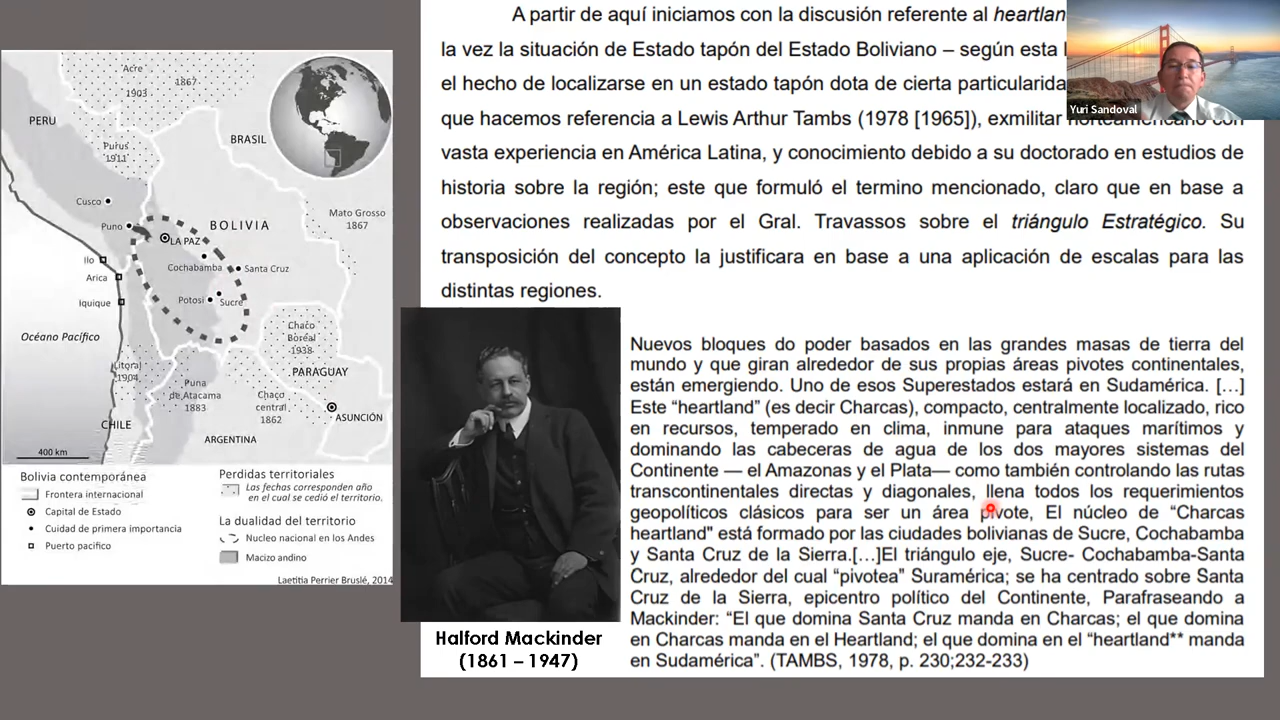 A partir de aquí iniciamos con la discusión referente al heartlan
la vez la situación de Estado tapón del Estado Boliviano – según esta
el hecho de localizarse en un estado tapón dota de cierta particularida
que hacemos referencia a Lewis Arthur Tambs (1978 [1965]), exmilitar norteamericano con
vasta experiencia en América Latina, y conocimiento debido a su doctorado en estudios de
historia sobre la región; este que formuló el termino mencionado, claro que en base a
observaciones realizadas por el Gral. Travassos sobre el triángulo Estratégico. Su
transposición del concepto la justificara en base a una aplicación de escalas para las
distintas regiones.
Yuri Sandoval
Acre
1867
1903
PERU
BRASIL
Purus
1911
Cusco
Mato Grosso
1867
Puno
BOLIVIA
LA PAZ
Ilo
Cochabamba
Santa Cruz
Arica
Iquique
Potosi
Sucre
Océano Pacífico
Chaco
Boréal
1938
Litoral
1904
PARAGUAY
Puna
de Atacama
1883
Chaco
central
1862
ASUNCIÓN
CHILE
ARGENTINA
400 km
Bolivia contemporánea
Frontera internacional
Capital de Estado
Cuidad de primera importancia
Puerto pacifico
Perdidas territoriales
Las fechas corresponden año
en el cual se cedió el territorio.
La dualidad del territorio
Nucleo nacional en los Andes
Macizo andino
Laetitia Perrier Bruslé, 2014
Halford Mackinder
(1861 – 1947)
Nuevos bloques do poder basados en las grandes masas de tierra del
mundo y que giran alrededor de sus propias áreas pivotes continentales,
están emergiendo. Uno de esos Superestados estará en Sudamérica. [...]
Este “heartland” (es decir Charcas), compacto, centralmente localizado, rico
en recursos, temperado en clima, inmune para ataques marítimos y
dominando las cabeceras de agua de los dos mayores sistemas del
Continente — el Amazonas y el Plata— como también controlando las rutas
transcontinentales directas y diagonales, llena todos los requerimientos
geopolíticos clásicos para ser un área pivote, El núcleo de “Charcas
heartland" está formado por las ciudades bolivianas de Sucre, Cochabamba
y Santa Cruz de la Sierra.[...]El triángulo eje, Sucre- Cochabamba-Santa
Cruz, alrededor del cual “pivotea” Suramérica; se ha centrado sobre Santa
Cruz de la Sierra, epicentro político del Continente, Parafraseando a
Mackinder: “El que domina Santa Cruz manda en Charcas; el que domina
en Charcas manda en el Heartland; el que domina en el “heartland** manda
en Sudamérica”. (TAMBS, 1978, p. 230;232-233)